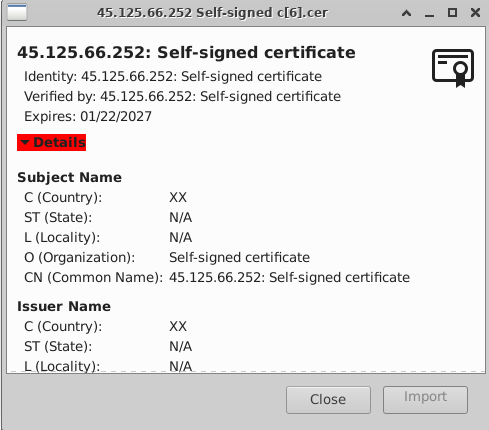 45.125.66.252 Self-signed c[6].cer
45.125.66.252: Self-signed certificate
Identity: 45.125.66.252: Self-signed certificate
Verified by: 45.125.66.252: Self-signed certificate
Expires: 01/22/2027
Details
Subject Name
C (Country): XX
ST (State): N/A
L (Locality): N/A
O (Organization): Self-signed certificate
CN (Common Name): 45.125.66.252: Self-signed certificate
Issuer Name
C (Country): XX
ST (State): N/A
L (Locality): N/A
Close Import